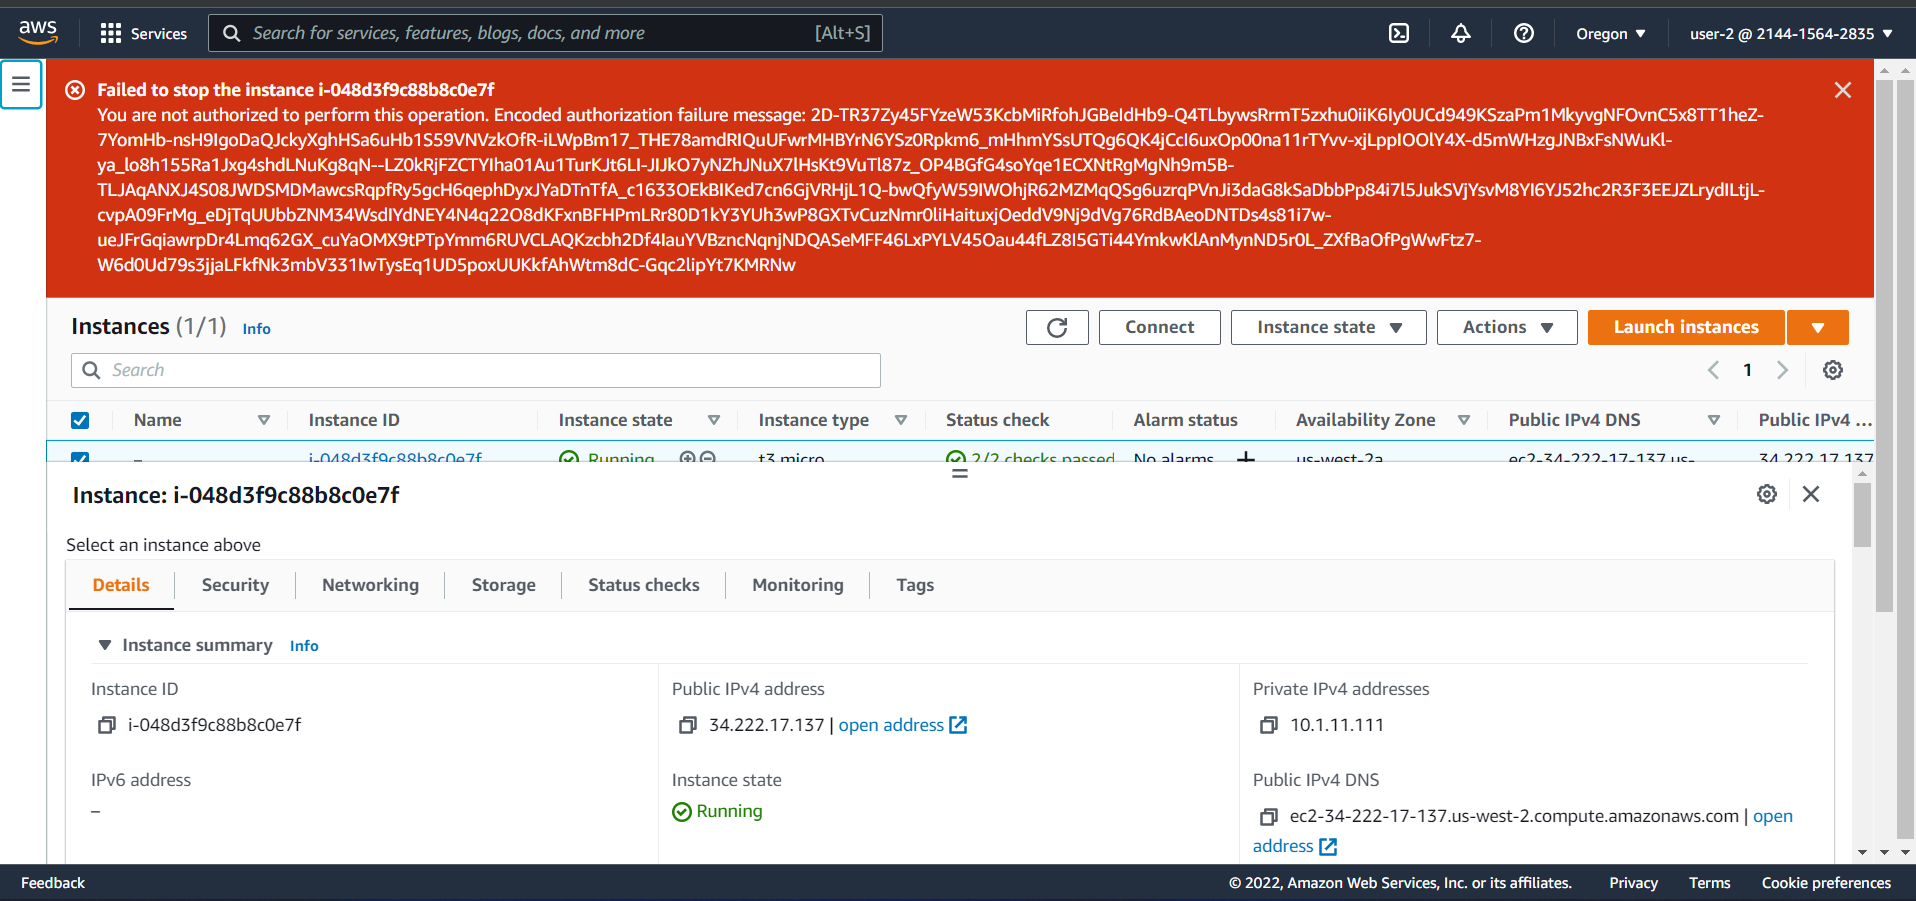 aws
Services
Search for services, features, blogs, docs, and more
[Alt+S]
Oregon
user-2 @ 2144-1564-2835
Failed to stop the instance i-048d3f9c88b8c0e7f
You are not authorized to perform this operation. Encoded authorization failure message: 2D-TR37Zy45FYzeW53KcbMiRfohJGBeIdHb9-Q4TLbywsRrmT5zxhu0iiK6Iy0UCd949KSzaPm1MkyvgNFOvnC5x8TT1heZ-
7YomHb-nsH9IgoDaQJckyXghHSa6uHb1S59VNVzkOfR-iLWpBm17_THE78amdRIQuUFwrMHBYrN6YSz0Rpkm6_mHhmYSsUTQg6QK4jCcI6uxOp00na11rTYvv-xjLppIOOlY4X-d5mWHzgJNBxFsNWuKl-
ya_lo8h155Ra1Jxg4shdLNuKg8qN--LZ0kRjFZCTYIha01Au1TurKJt6LI-JIJkO7yNZhJNuX7lHsKt9VuTl87z_OP4BGfG4soYqe1ECXNtRgMgNh9m5B-
TLJAqANXJ4S08JWDSMDMawcsRqpfRy5gcH6qephDyxJYaDTnTfA_c1633OEkBIKed7cn6GjVRHjL1Q-bwQfyW59IWOhjR62MZMqQSg6uzrqPVnJi3daG8kSaDbbPp84i7l5JukSVjYsvM8YI6YJ52hc2R3F3EEJZLrydILtjL-
cvpA09FrMg_eDjTqUUbbZNM34WsdIYdNEY4N4q22O8dKFxnBFHPmLRr80D1kY3YUh3wP8GXTvCuzNmr0liHaituxjOeddV9Nj9dVg76RdBAeoDNTDs4s81i7w-
ueJFrGqiawrpDr4Lmq62GX_cuYaOMX9tPTpYmm6RUVCLAQKzcbh2Df4IauYVBzncNqnjNDQASeMFF46LxPYLV45Oau44fLZ8I5GTi44YmkwKlAnMynND5r0L_ZXfBaOfPgWwFtz7-
W6d0Ud79s3jjaLFkfNk3mbV331IwTysEq1UD5poxUUKkfAhWtm8dC-Gqc2lipYt7KMRNw
Instances (1/1) Info
Connect
Instance state
Actions
Launch instances
Search
1
Name
Instance ID
Instance state
Instance type
Status check
Alarm status
Availability Zone
Public IPv4 DNS
Public IPv4 ...
–
i-048d3f9c88b8c0e7f
Running
t3.micro
2/2 checks passed
No alarms
us-west-2a
ec2-34-222-17-137.us-
34.222.17.137
Instance: i-048d3f9c88b8c0e7f
Select an instance above
Details
Security
Networking
Storage
Status checks
Monitoring
Tags
Instance summary Info
Instance ID
i-048d3f9c88b8c0e7f
Public IPv4 address
34.222.17.137 | open address
Private IPv4 addresses
10.1.11.111
IPv6 address
–
Instance state
Running
Public IPv4 DNS
ec2-34-222-17-137.us-west-2.compute.amazonaws.com | open
address
Feedback
© 2022, Amazon Web Services, Inc. or its affiliates.
Privacy
Terms
Cookie preferences